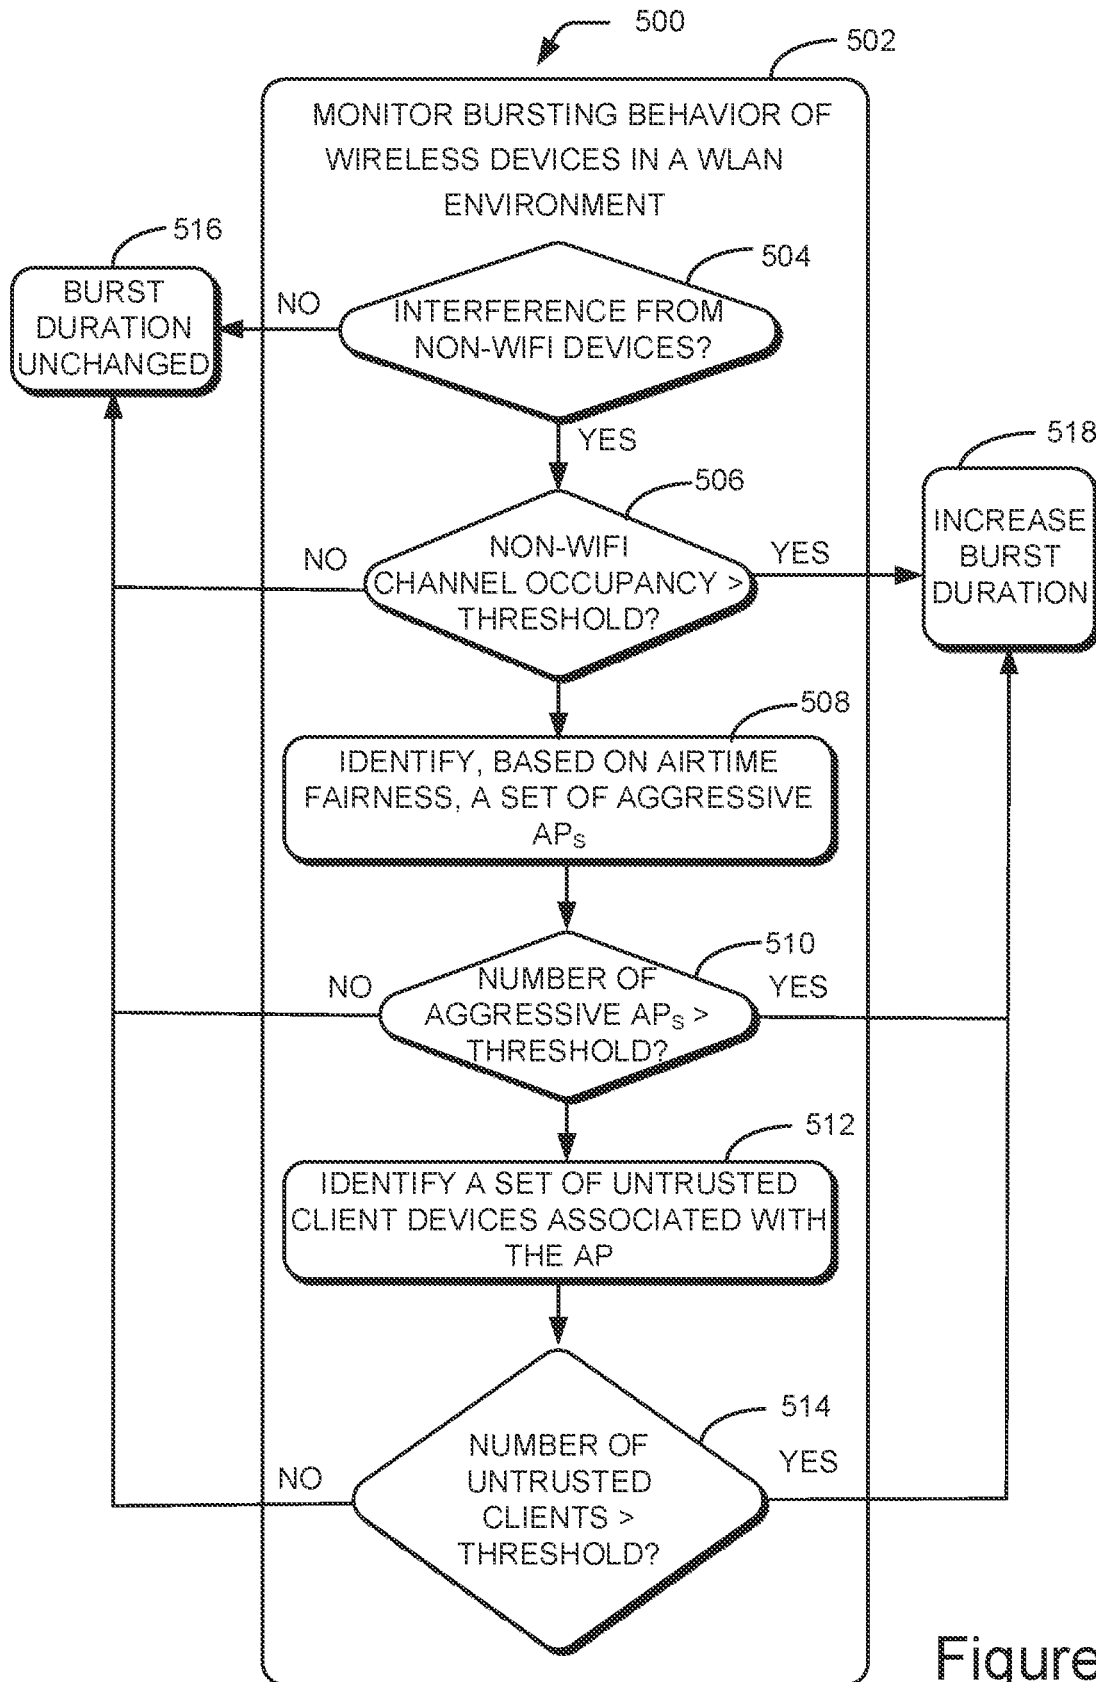 500
502
MONITOR BURSTING BEHAVIOR OF
WIRELESS DEVICES IN A WLAN
ENVIRONMENT
516
BURST
DURATION
UNCHANGED
NO
504
INTERFERENCE FROM
NON-WIFI DEVICES?
YES
506
NO
NON-WIFI
CHANNEL OCCUPANCY >
THRESHOLD?
YES
518
INCREASE
BURST
DURATION
508
IDENTIFY, BASED ON AIRTIME
FAIRNESS, A SET OF AGGRESSIVE
APS
510
NO
NUMBER OF
AGGRESSIVE APS >
THRESHOLD?
YES
512
IDENTIFY A SET OF UNTRUSTED
CLIENT DEVICES ASSOCIATED WITH
THE AP
514
NO
NUMBER OF
UNTRUSTED
CLIENTS >
THRESHOLD?
YES
Figure